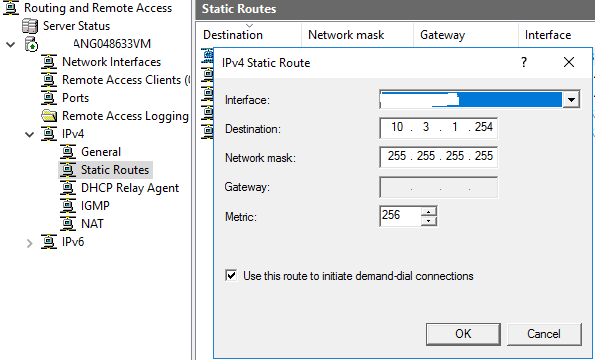 Routing and Remote Access
Server Status
ANG048633VM
Network Interfaces
Remote Access Clients (
Ports
Remote Access Logging
IPv4
General
Static Routes
DHCP Relay Agent
IGMP
NAT
IPv6
Static Routes
Destination Network mask Gateway Interface
IPv4 Static Route ?
Interface:
Destination: 10 . 3 . 1 . 254
Network mask: 255 . 255 . 255 . 255
Gateway: . . .
Metric: 256
Use this route to initiate demand-dial connections
OK Cancel